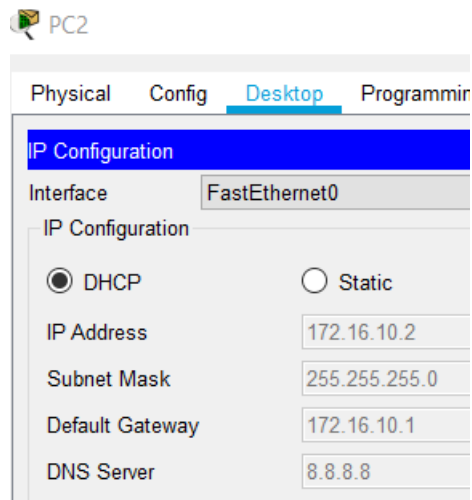 PC2
Physical Config Desktop Programmin
IP Configuration
Interface FastEthernet0
IP Configuration
DHCP Static
IP Address 172.16.10.2
Subnet Mask 255.255.255.0
Default Gateway 172.16.10.1
DNS Server 8.8.8.8